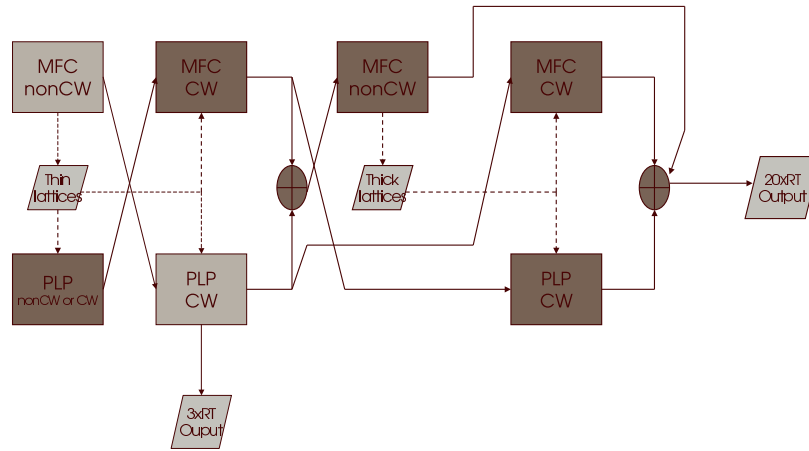 MFC
nonCW
MFC
CW
MFC
nonCW
MFC
CW
Thin
lattices
Thick
lattices
20xRT
Output
PLP
nonCW or CW
PLP
CW
PLP
CW
3xRT
Ouput